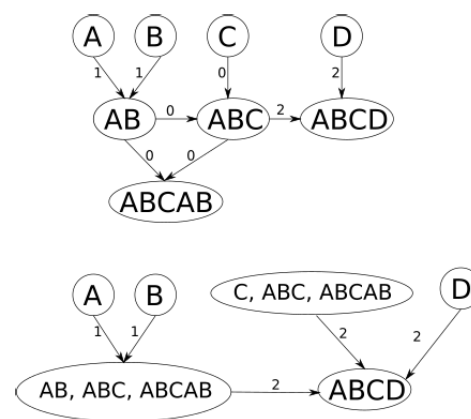 A B C D
1 1 0 2
AB 0 ABC 2 ABCD
0 0
ABCAB
A B C, ABC, ABCAB D
1 1 2 2
AB, ABC, ABCAB 2 ABCD